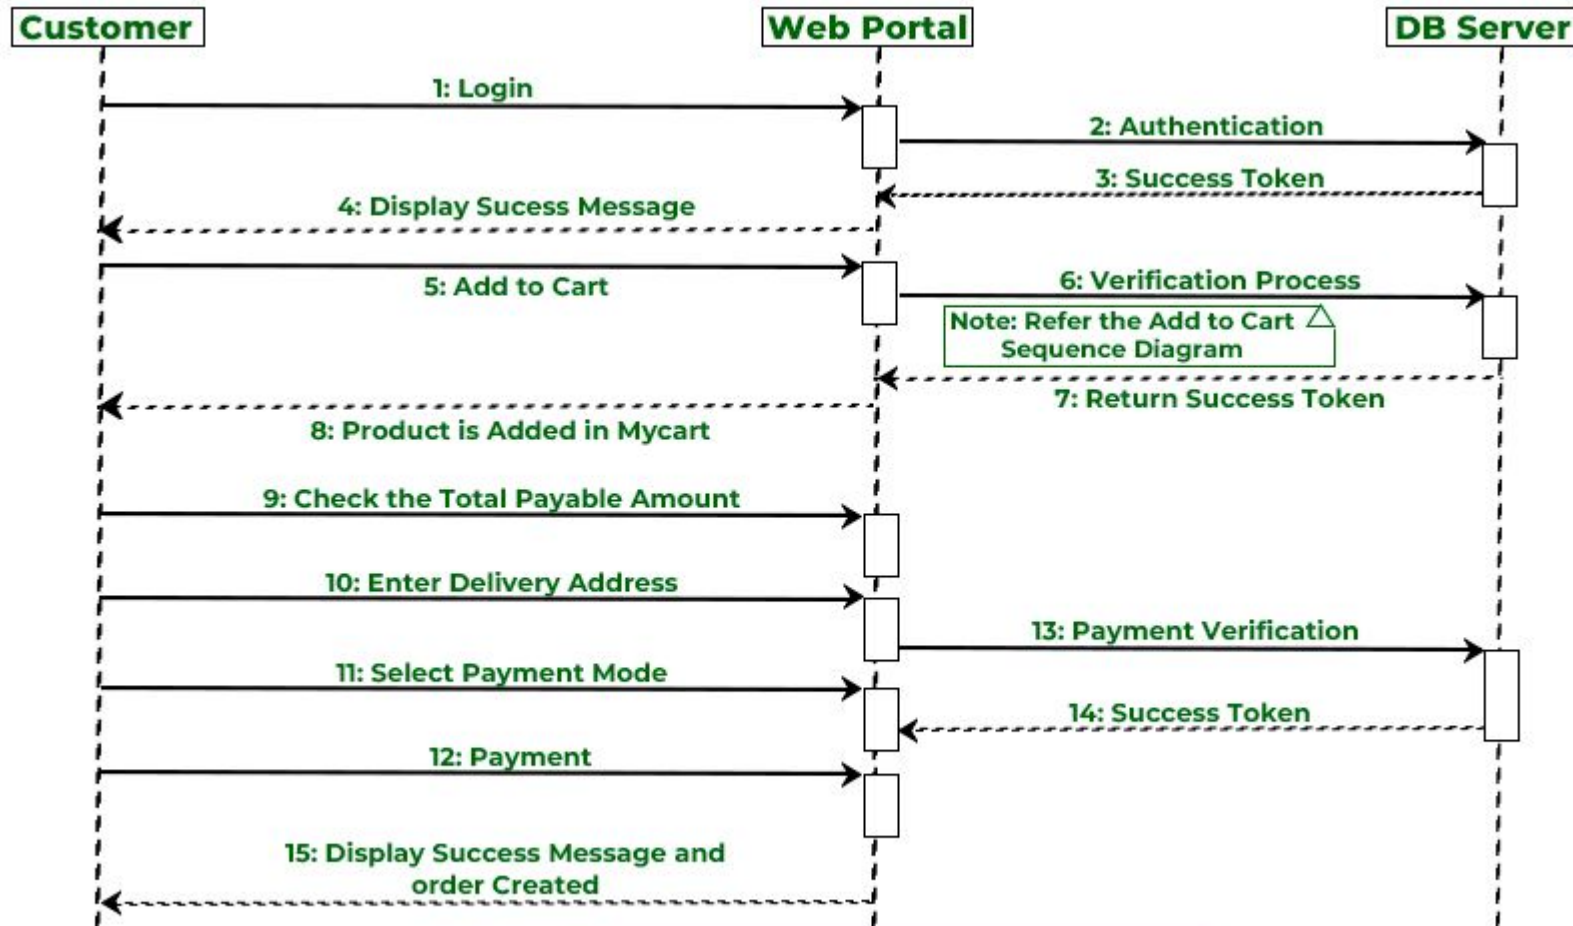 Customer
Web Portal
DB Server
1: Login
2: Authentication
3: Success Token
4: Display Sucess Message
5: Add to Cart
6: Verification Process
Note: Refer the Add to Cart
Sequence Diagram
7: Return Success Token
8: Product is Added in Mycart
9: Check the Total Payable Amount
10: Enter Delivery Address
13: Payment Verification
11: Select Payment Mode
14: Success Token
12: Payment
15: Display Success Message and
order Created